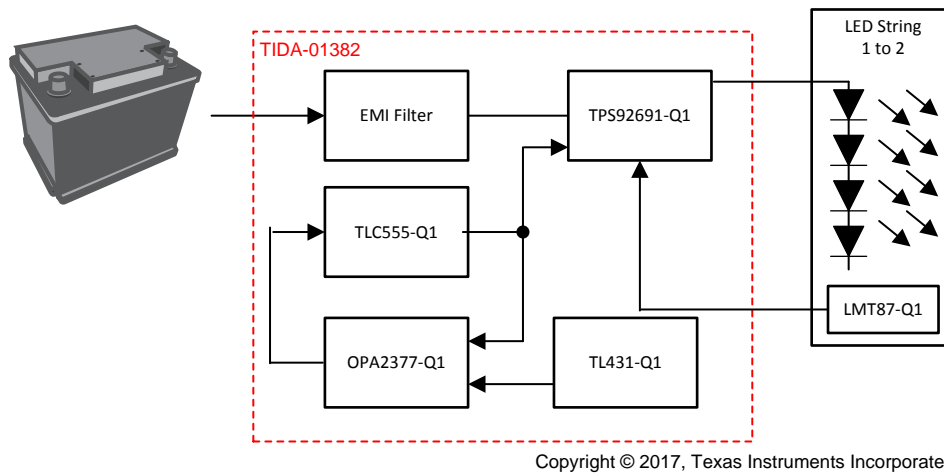 LED String
1 to 2
TIDA-01382
EMI Filter
TPS92691-Q1
TLC555-Q1
LMT87-Q1
OPA2377-Q1
TL431-Q1
Copyright © 2017, Texas Instruments Incorporate